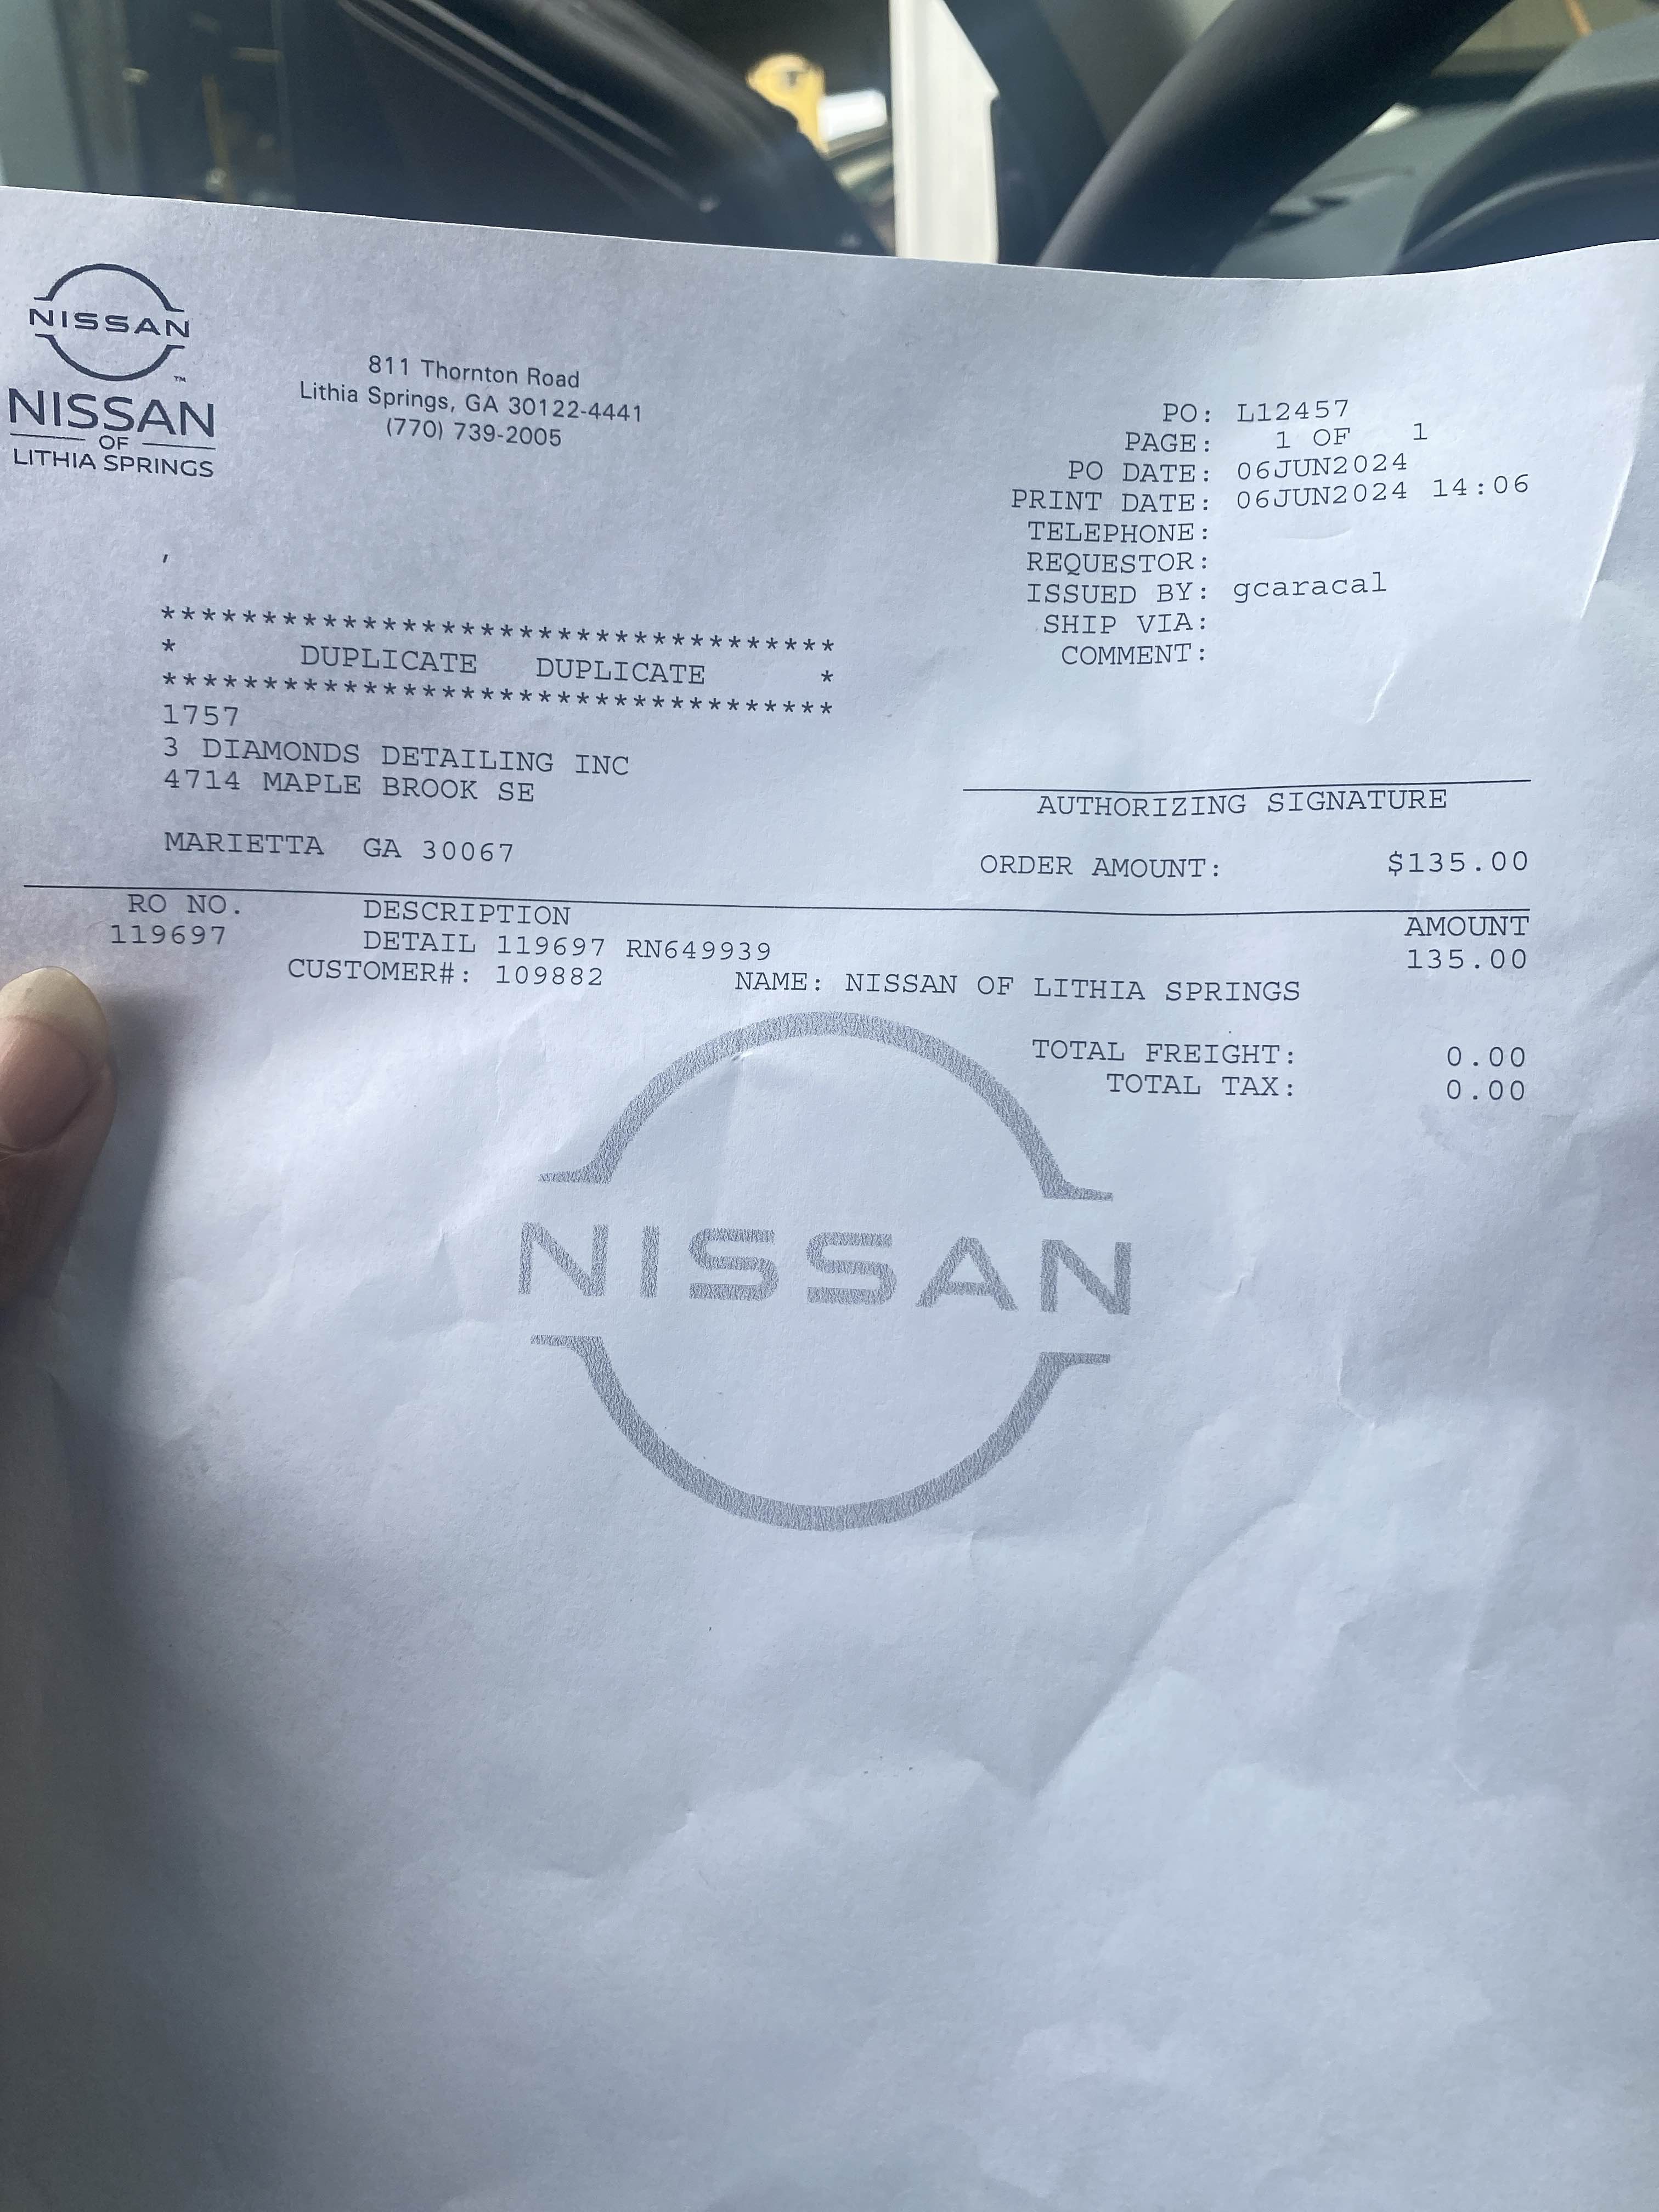 NISSAN
TM
NISSAN
OF
LITHIA SPRINGS
811 Thornton Road
Lithia Springs, GA 30122-4441
(770) 739-2005
PO: L12457
PAGE: 1 OF 1
PO DATE: 06JUN2024
PRINT DATE: 06JUN2024 14:06
TELEPHONE:
REQUESTOR:
ISSUED BY: gcaracal
SHIP VIA:
COMMENT:
,
***********************************
* DUPLICATE DUPLICATE *
***********************************
1757
3 DIAMONDS DETAILING INC
4714 MAPLE BROOK SE
MARIETTA GA 30067
AUTHORIZING SIGNATURE
ORDER AMOUNT: $135.00
RO NO. DESCRIPTION AMOUNT
119697 DETAIL 119697 RN649939 135.00
CUSTOMER#: 109882 NAME: NISSAN OF LITHIA SPRINGS
TOTAL FREIGHT: 0.00
TOTAL TAX: 0.00
NISSAN